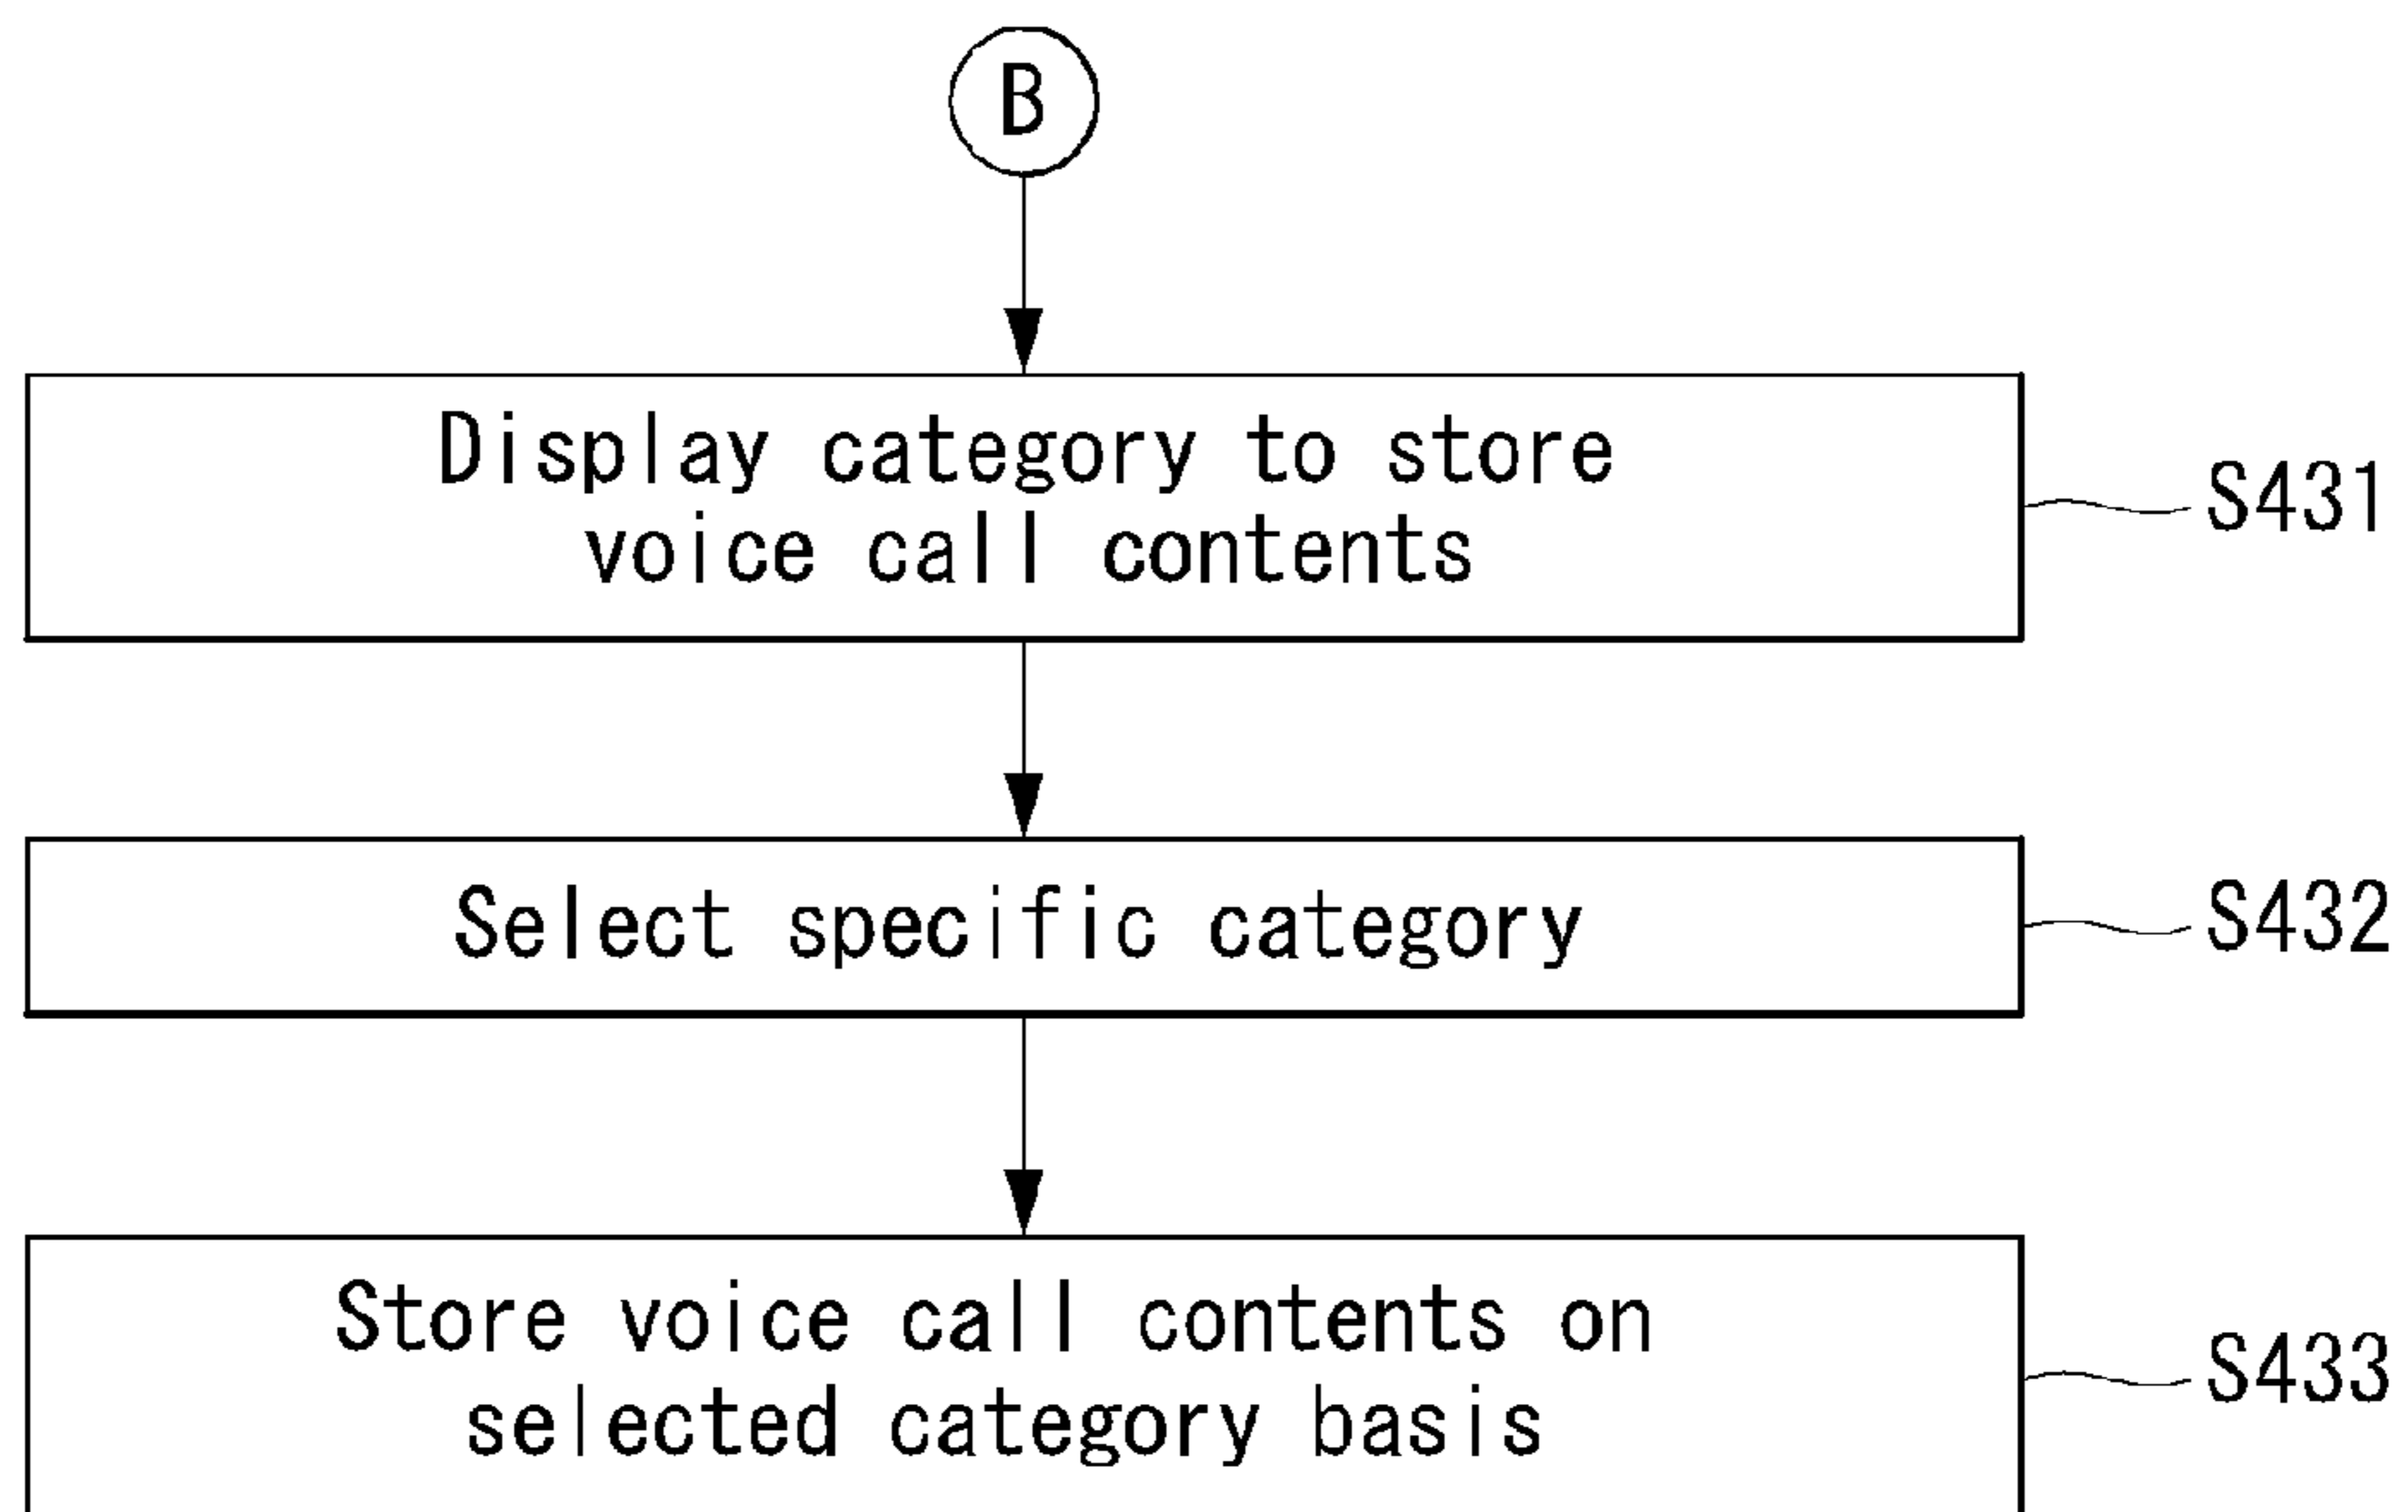 B
Display category to store
voice call contents
S431
Select specific category
S432
Store voice call contents on
selected category basis
S433